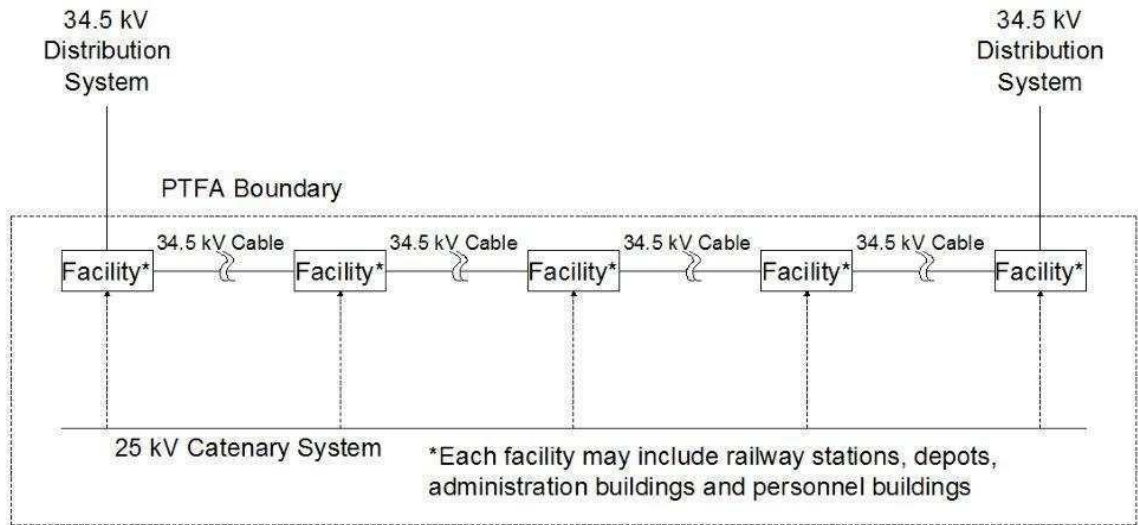 34.5 kV
Distribution
System
34.5 kV
Distribution
System
PTFA Boundary
34.5 kV Cable
34.5 kV Cable
34.5 kV Cable
34.5 kV Cable
Facility*
Facility*
Facility*
Facility*
Facility*
25 kV Catenary System
*Each facility may include railway stations, depots,
administration buildings and personnel buildings